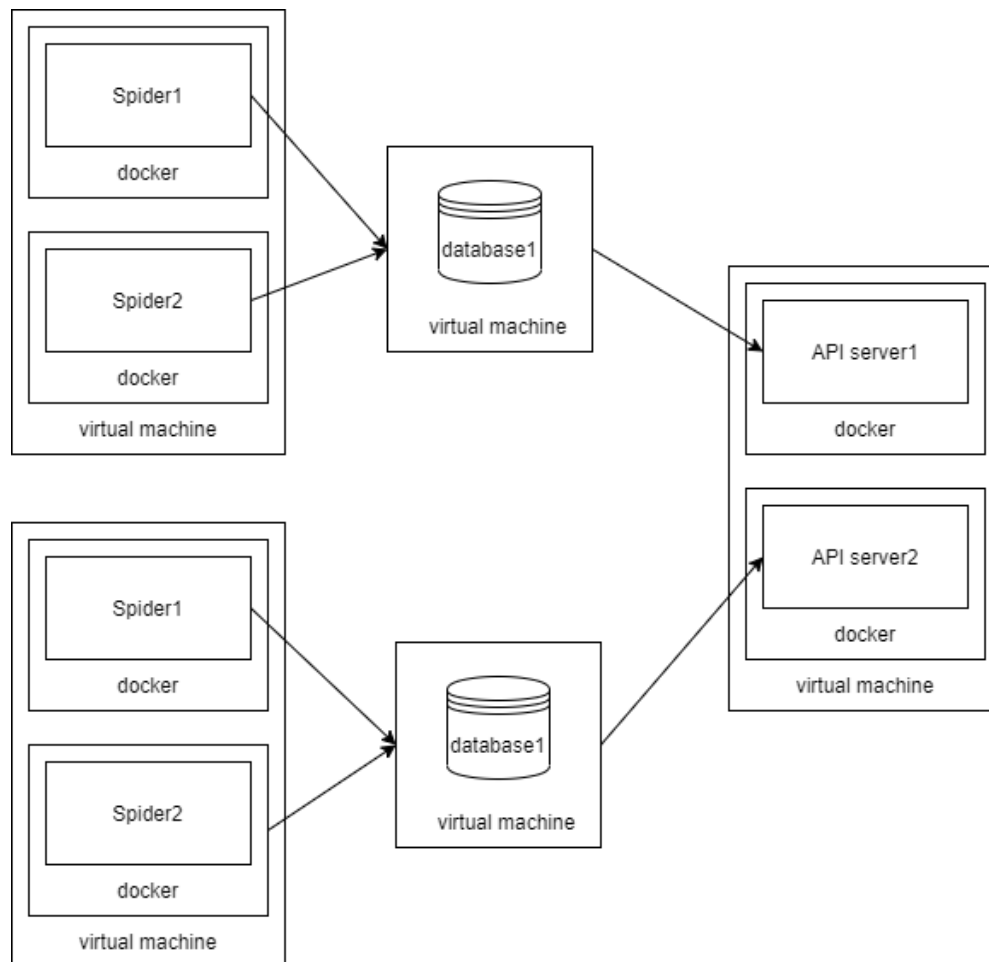 Spider1
docker
Spider2
docker
virtual machine
database1
virtual machine
API server1
docker
API server2
docker
virtual machine
Spider1
docker
Spider2
docker
virtual machine
database1
virtual machine